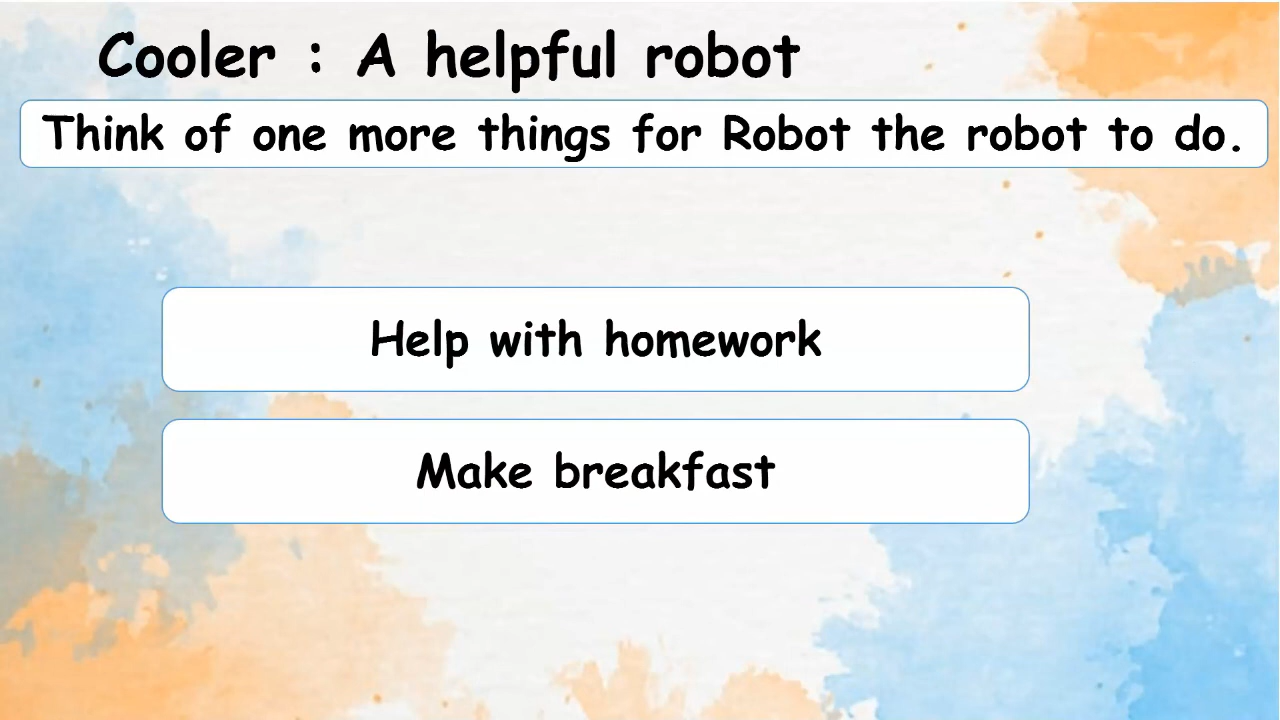 Cooler : A helpful robot
Think of one more things for Robot the robot to do.
Help with homework
Make breakfast